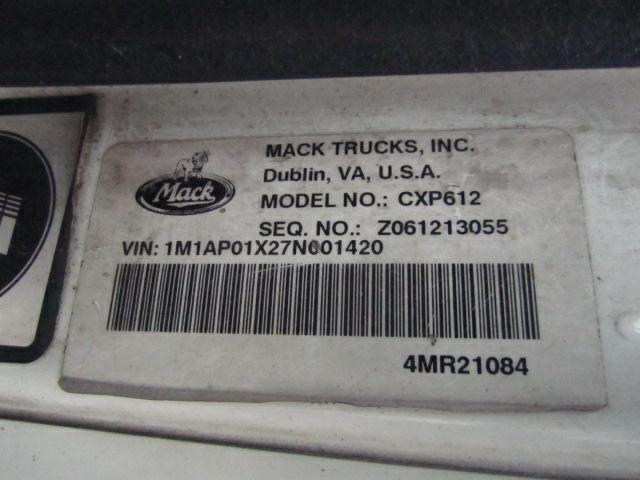 Mack
MACK TRUCKS, INC.
Dublin, VA, U.S.A.
MODEL NO.: CXP612
SEQ. NO.: Z061213055
VIN: 1M1AP01X27N001420
4MR21084